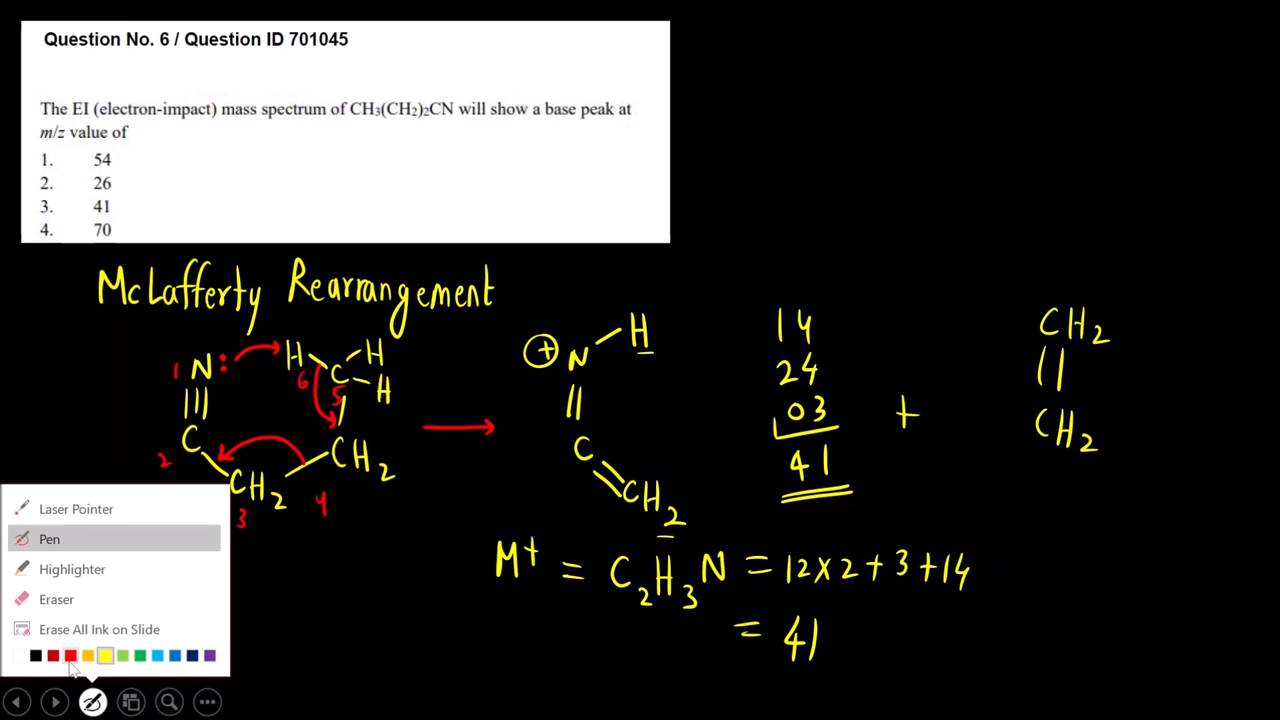 Question No. 6 / Question ID 701045
The EI (electron-impact) mass spectrum of CH₃(CH₂)₂CN will show a base peak at
m/z value of
1. 54
2. 26
3. 41
4. 70
McLafferty Rearrangement
1 N : H H
6 C H
5
C
2
CH₂
3
CH₂
4
+ N H
C
CH₂
14
24
03
41
+
CH₂
CH₂
M⁺ = C₂H₃N = 12×2+3+14
= 41
Laser Pointer
Pen
Highlighter
Eraser
Erase All Ink on Slide